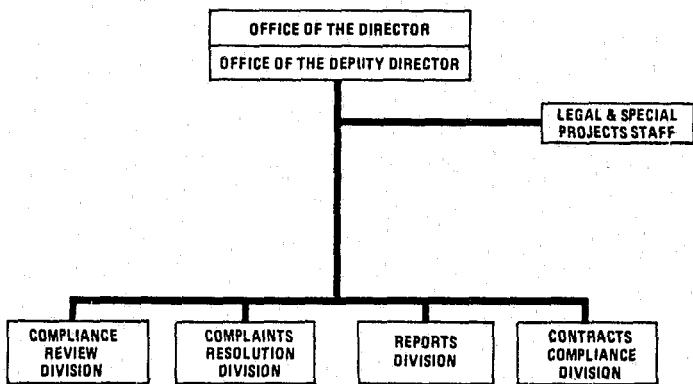 OFFICE OF THE DIRECTOR
OFFICE OF THE DEPUTY DIRECTOR
LEGAL & SPECIAL
PROJECTS STAFF
COMPLIANCE
REVIEW
DIVISION
COMPLAINTS
RESOLUTION
DIVISION
REPORTS
DIVISION
CONTRACTS
COMPLIANCE
DIVISION